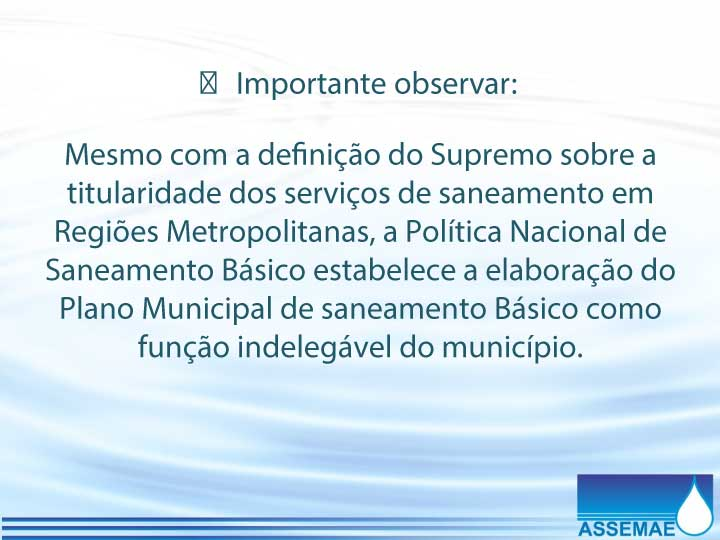 Importante observar:
Mesmo com a definição do Supremo sobre a
titularidade dos serviços de saneamento em
Regiões Metropolitanas, a Política Nacional de
Saneamento Básico estabelece a elaboração do
Plano Municipal de saneamento Básico como
função indelegável do município.
ASSEMAE